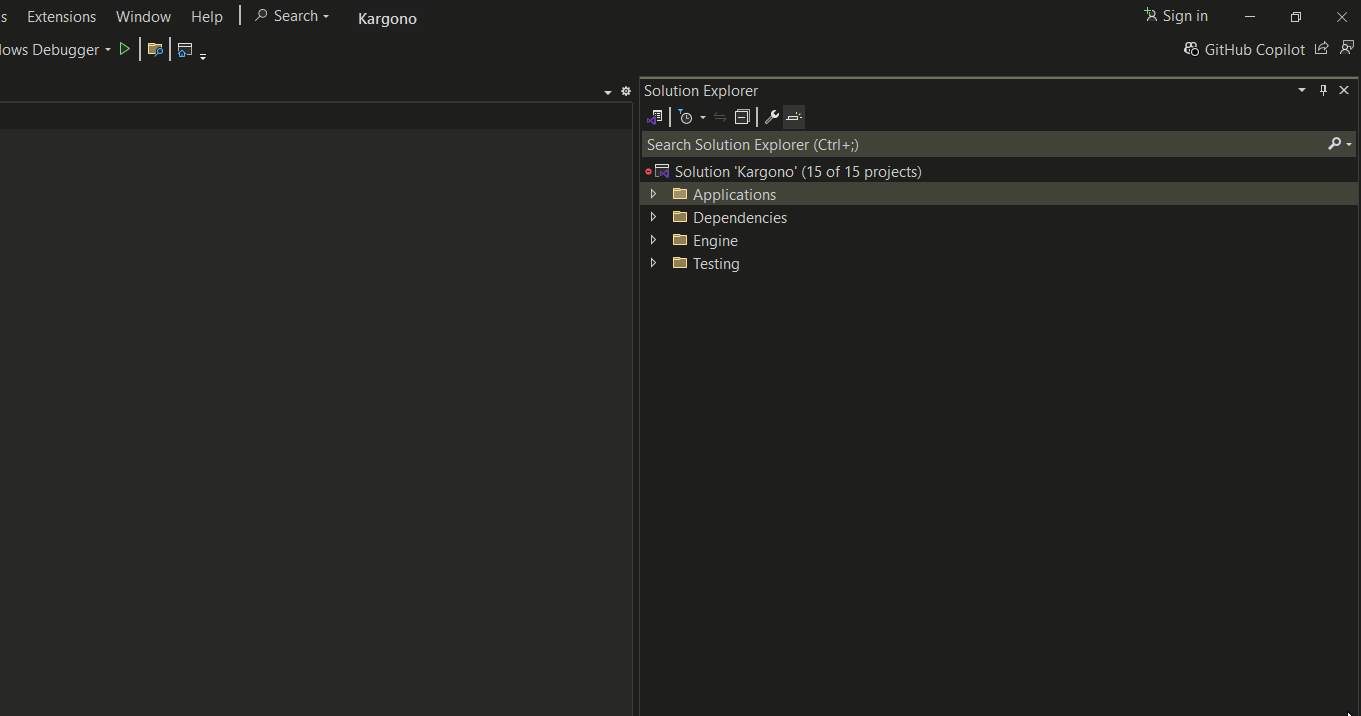 s Extensions Window Help Search Kargono Sign in
lows Debugger GitHub Copilot
Solution Explorer
Search Solution Explorer (Ctrl+;)
Solution 'Kargono' (15 of 15 projects)
Applications
Dependencies
Engine
Testing